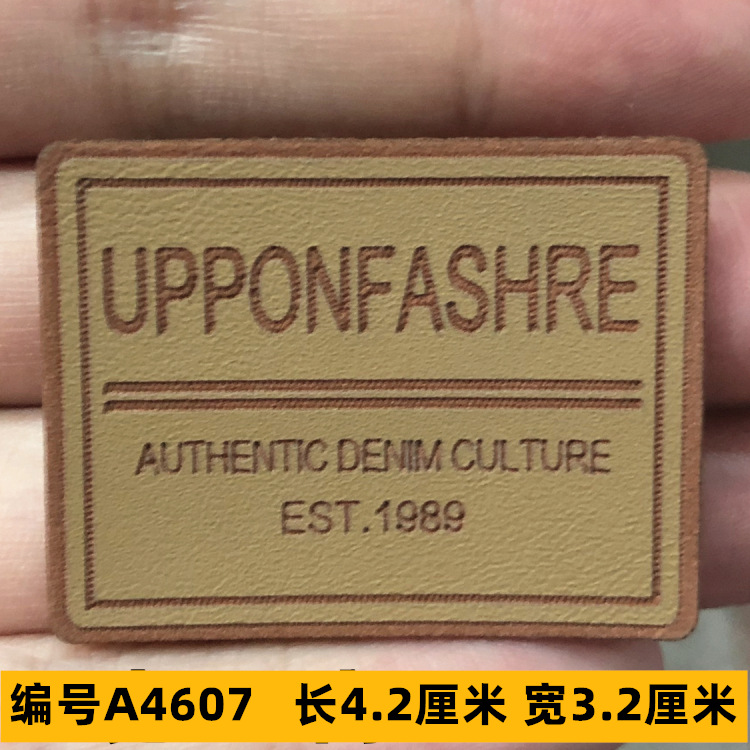 UPPONFASHRE
AUTHENTIC DENIM CULTURE
EST.1989
编号A4607 长4.2厘米 宽3.2厘米